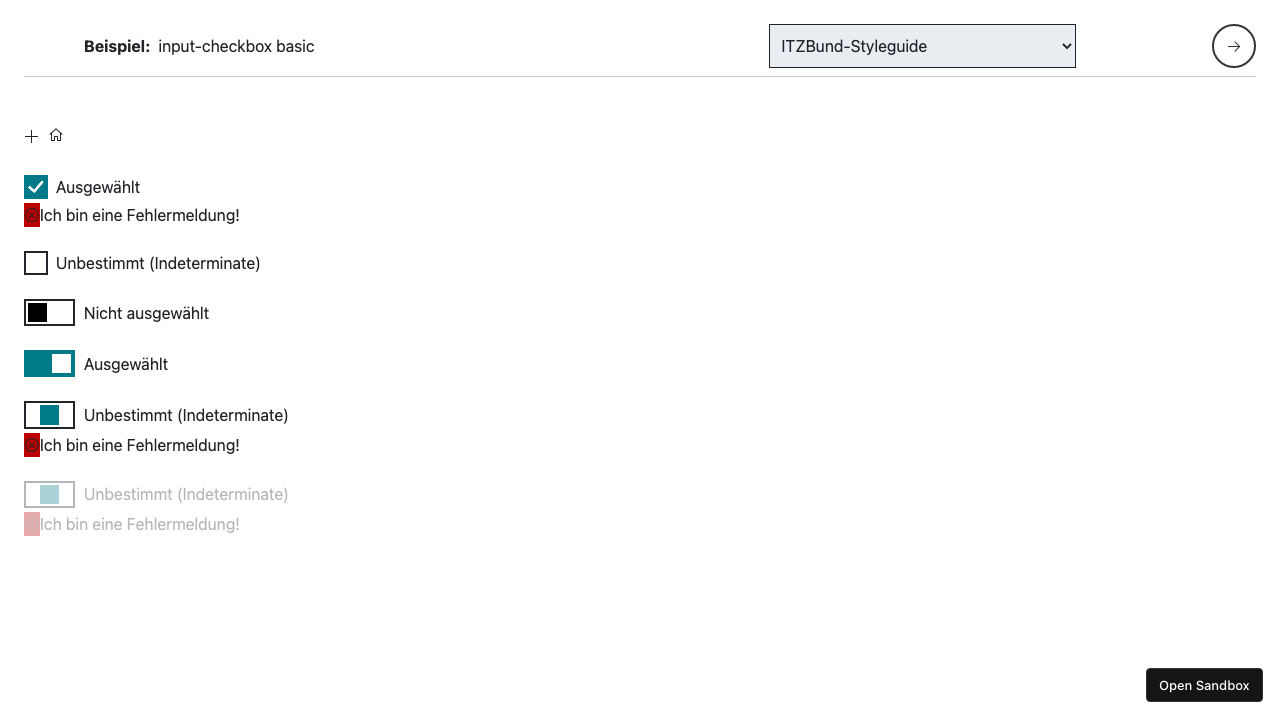 Beispiel: input-checkbox basic
ITZBund-Styleguide
Ausgewählt
Ich bin eine Fehlermeldung!
Unbestimmt (Indeterminate)
Nicht ausgewählt
Ausgewählt
Unbestimmt (Indeterminate)
Ich bin eine Fehlermeldung!
Unbestimmt (Indeterminate)
Ich bin eine Fehlermeldung!
Open Sandbox